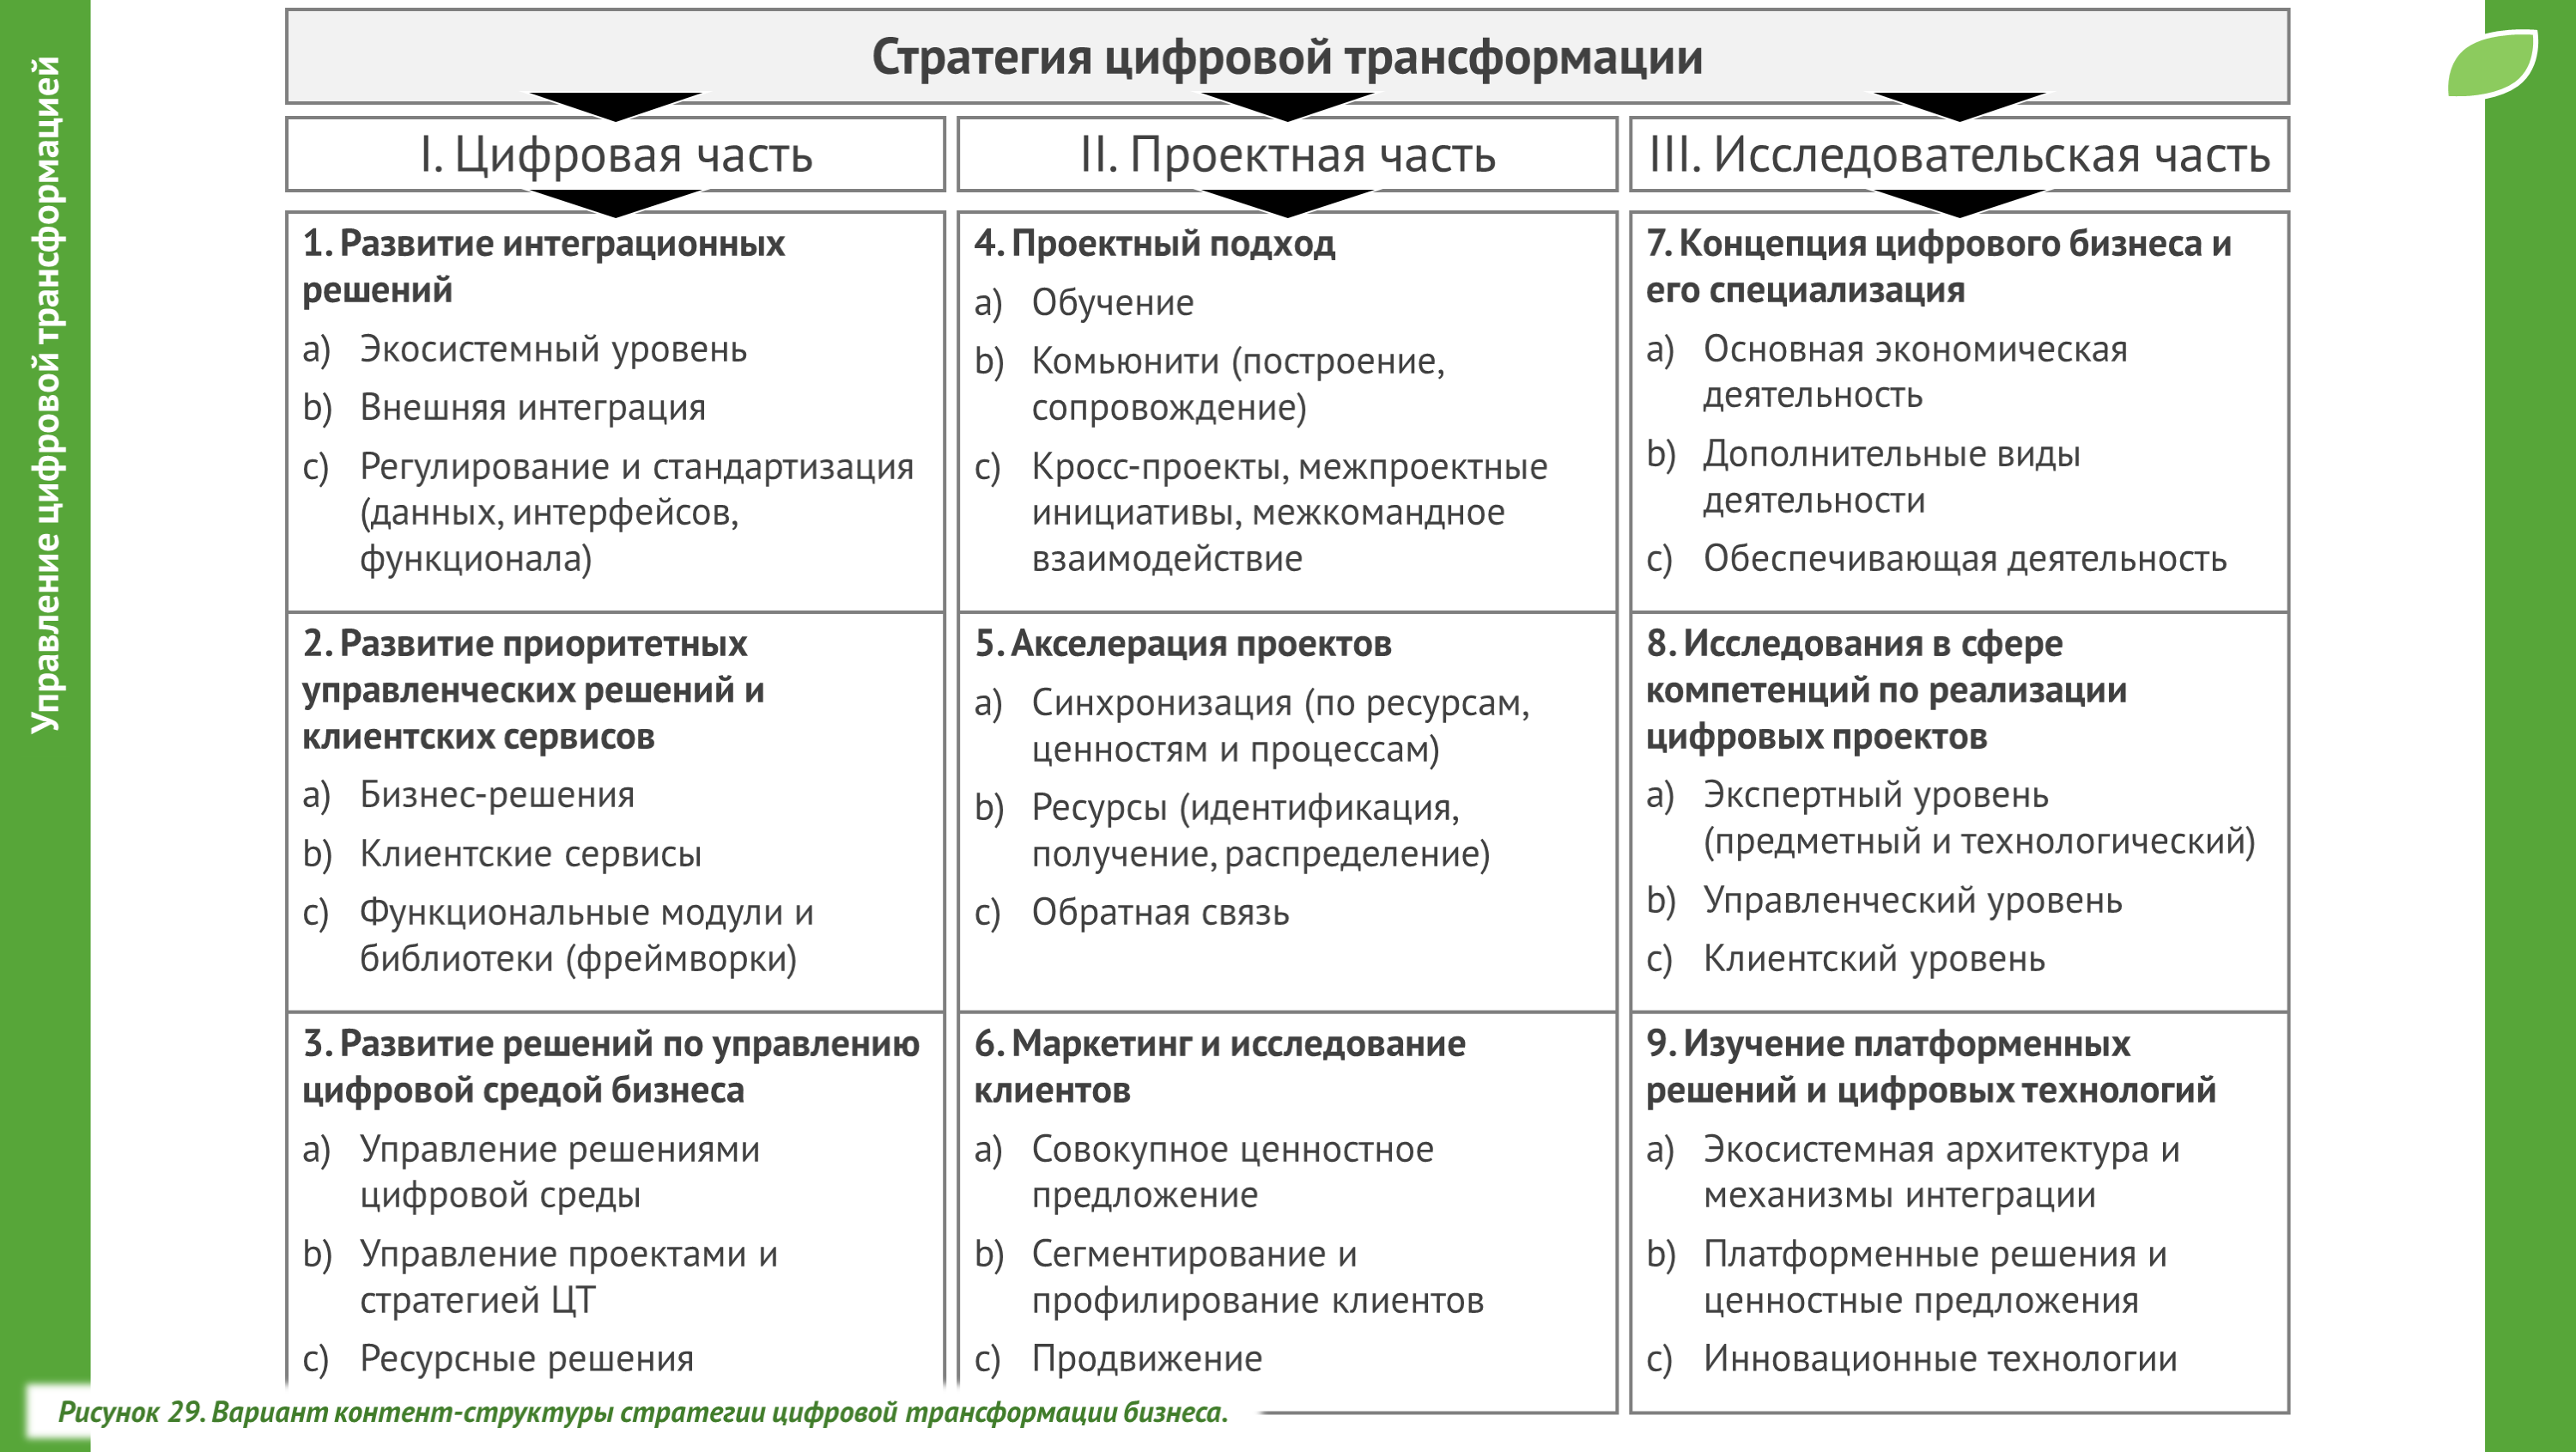 Управление цифровой трансформацией
Стратегия цифровой трансформации
I. Цифровая часть
1. Развитие интеграционных
решений
a) Экосистемный уровень
b) Внешняя интеграция
c) Регулирование и стандартизация
(данных, интерфейсов,
функционала)
2. Развитие приоритетных
управленческих решений и
клиентских сервисов
a) Бизнес-решения
b) Клиентские сервисы
c) Функциональные модули и
библиотеки (фреймворки)
3. Развитие решений по управлению
цифровой средой бизнеса
a) Управление решениями
цифровой среды
b) Управление проектами и
стратегией ЦТ
c) Ресурсные решения
II. Проектная часть
4. Проектный подход
a) Обучение
b) Комьюнити (построение,
сопровождение)
c) Кросс-проекты, межпроектные
инициативы, межкомандное
взаимодействие
5. Акселерация проектов
a) Синхронизация (по ресурсам,
ценностям и процессам)
b) Ресурсы (идентификация,
получение, распределение)
c) Обратная связь
6. Маркетинг и исследование
клиентов
a) Совокупное ценностное
предложение
b) Сегментирование и
профилирование клиентов
c) Продвижение
III. Исследовательская часть
7. Концепция цифрового бизнеса и
его специализация
a) Основная экономическая
деятельность
b) Дополнительные виды
деятельности
c) Обеспечивающая деятельность
8. Исследования в сфере
компетенций по реализации
цифровых проектов
a) Экспертный уровень
(предметный и технологический)
b) Управленческий уровень
c) Клиентский уровень
9. Изучение платформенных
решений и цифровых технологий
a) Экосистемная архитектура и
механизмы интеграции
b) Платформенные решения и
ценностные предложения
c) Инновационные технологии
Рисунок 29. Вариант контент-структуры стратегии цифровой трансформации бизнеса.